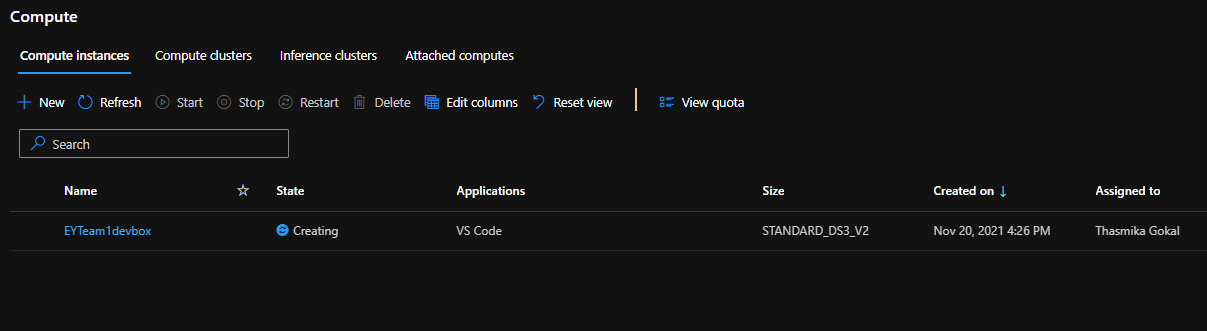 Compute
Compute instances Compute clusters Inference clusters Attached computes
New Refresh Start Stop Restart Delete Edit columns Reset view View quota
Search
Name State Applications Size Created on ↓ Assigned to
EYTeam1devbox Creating VS Code STANDARD_DS3_V2 Nov 20, 2021 4:26 PM Thasmika Gokal